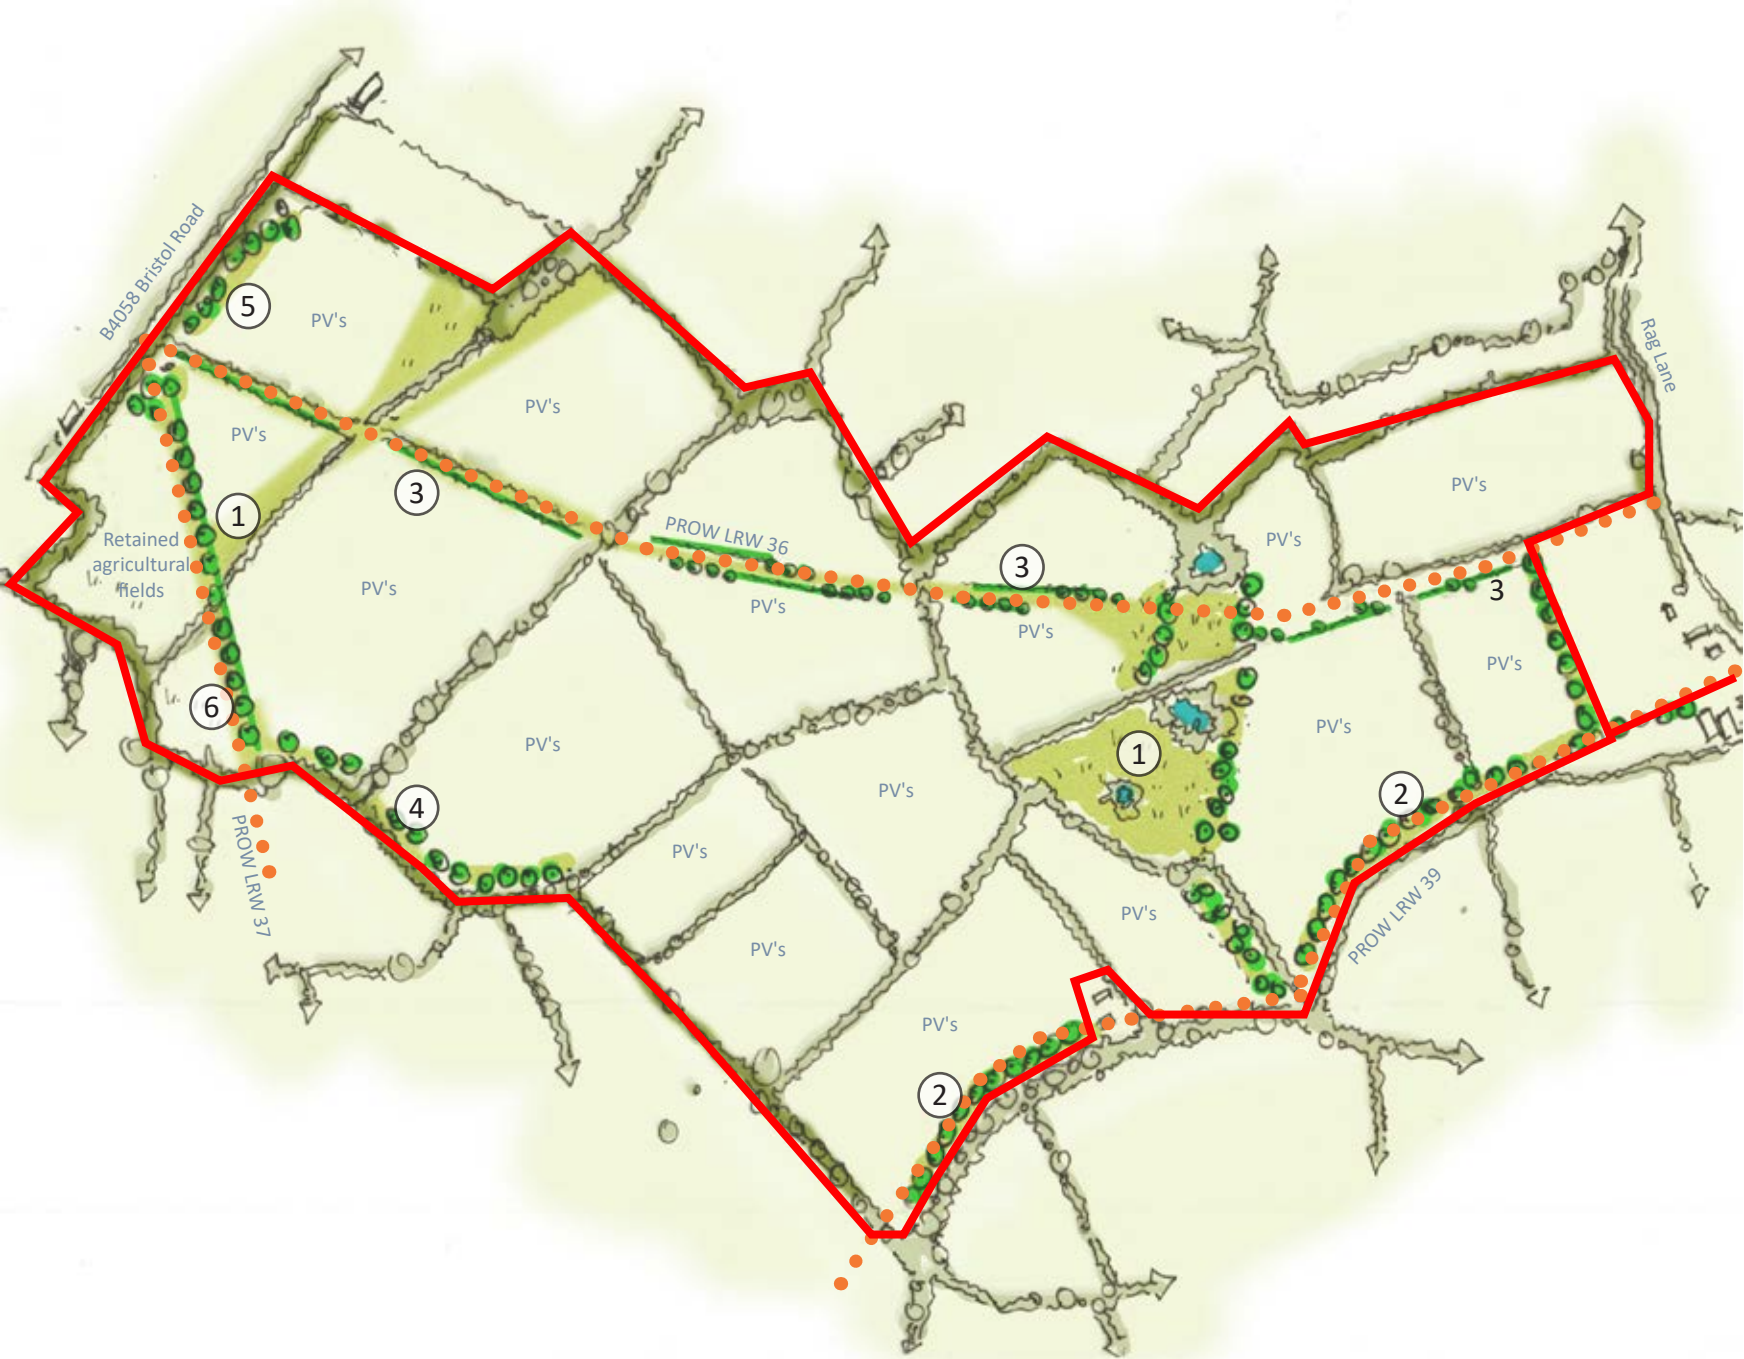 B4058 Bristol Road
5
PV's
Rag Lane
PV's
PV's
3
PV's
1
PROW LRW 36
Retained
agricultural
fields
PV's
3
PV's
3
PV's
PV's
PV's
6
PV's
PV's
1
PV's
4
2
PROW LRW 37
PV's
PV's
PROW LRW 39
PV's
PV's
2